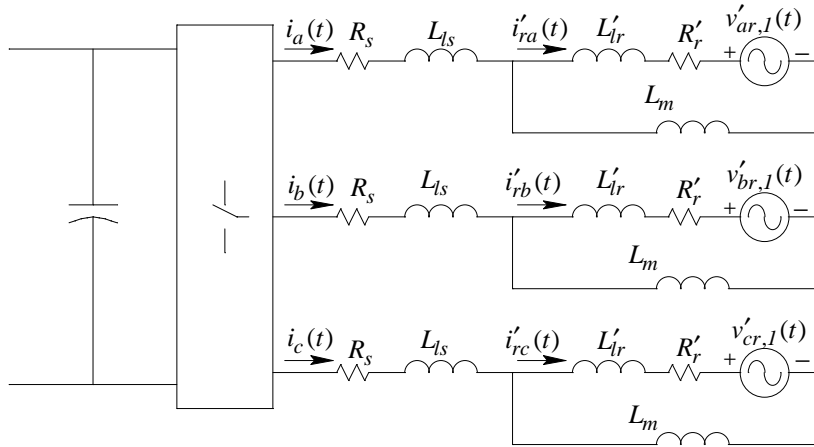 i_a(t) R_s L_ls i'_ra(t) L'_lr R'_r v'_ar,1(t)
+ −
L_m
i_b(t) R_s L_ls i'_rb(t) L'_lr R'_r v'_br,1(t)
+ −
L_m
i_c(t) R_s L_ls i'_rc(t) L'_lr R'_r v'_cr,1(t)
+ −
L_m